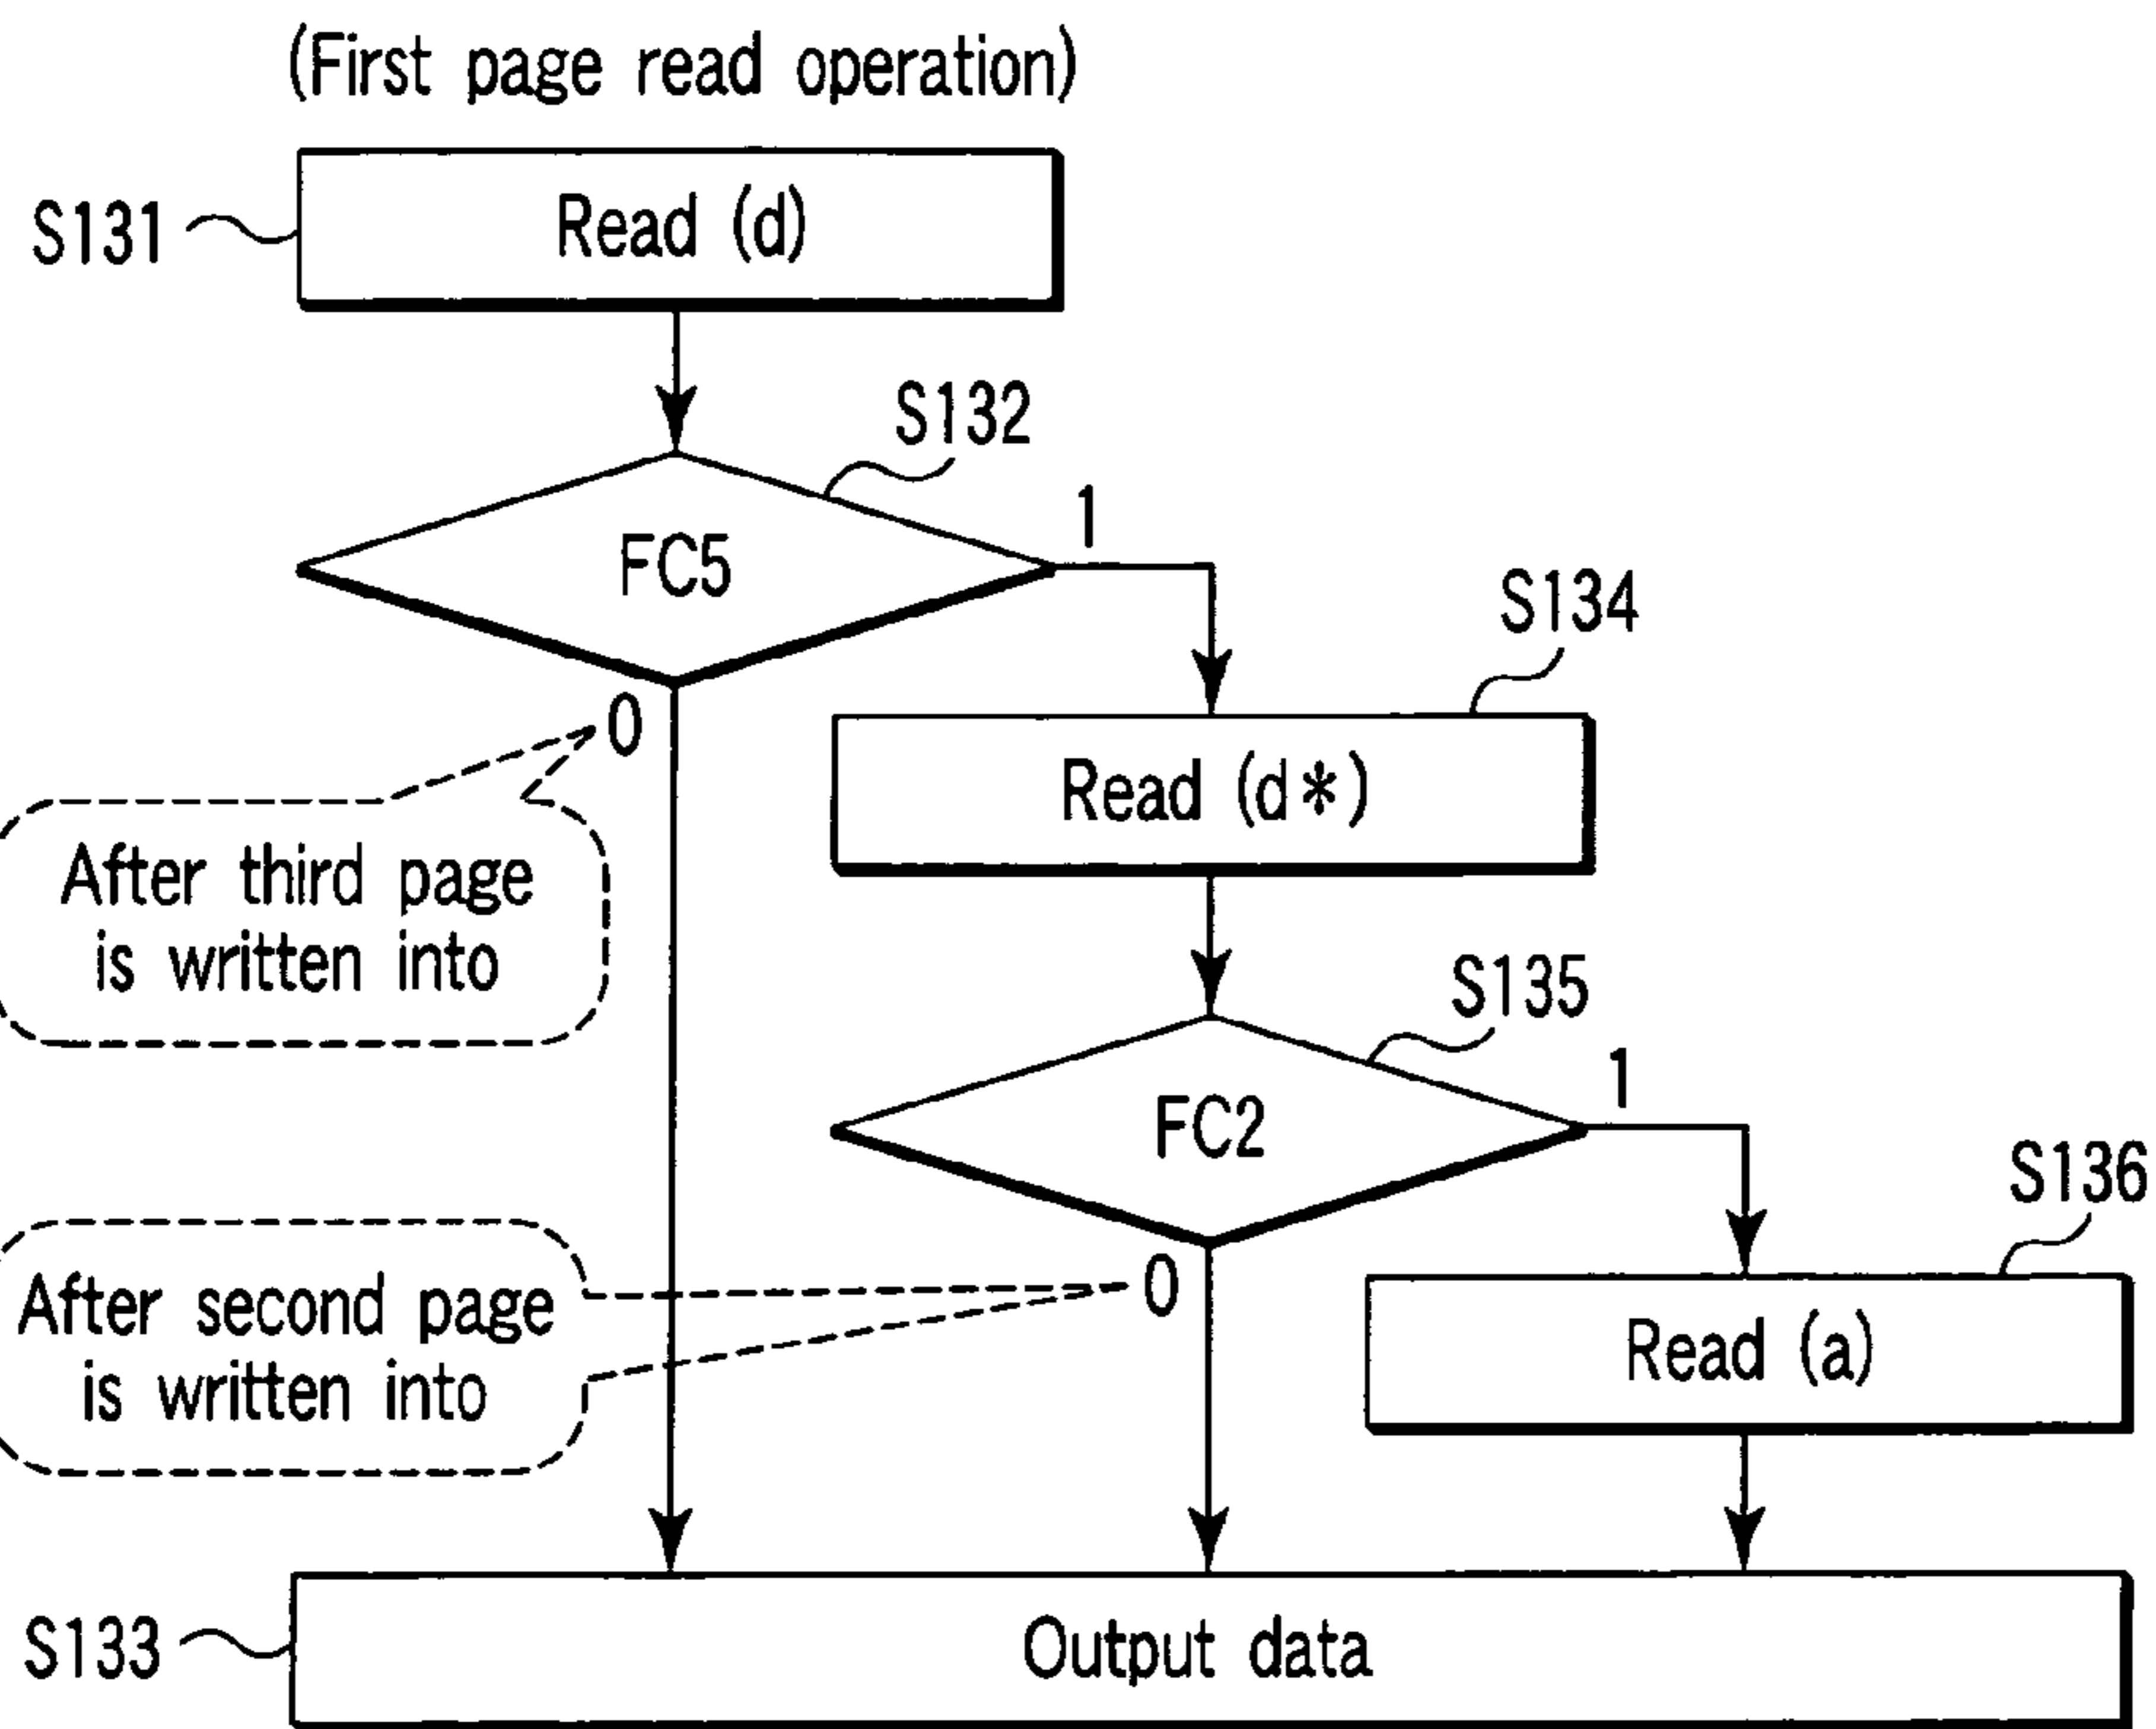 (First page read operation)
S131
Read (d)
S132
FC5
1
0
S134
Read (d*)
After third page
is written into
S135
FC2
1
0
S136
Read (a)
After second page
is written into
S133
Output data